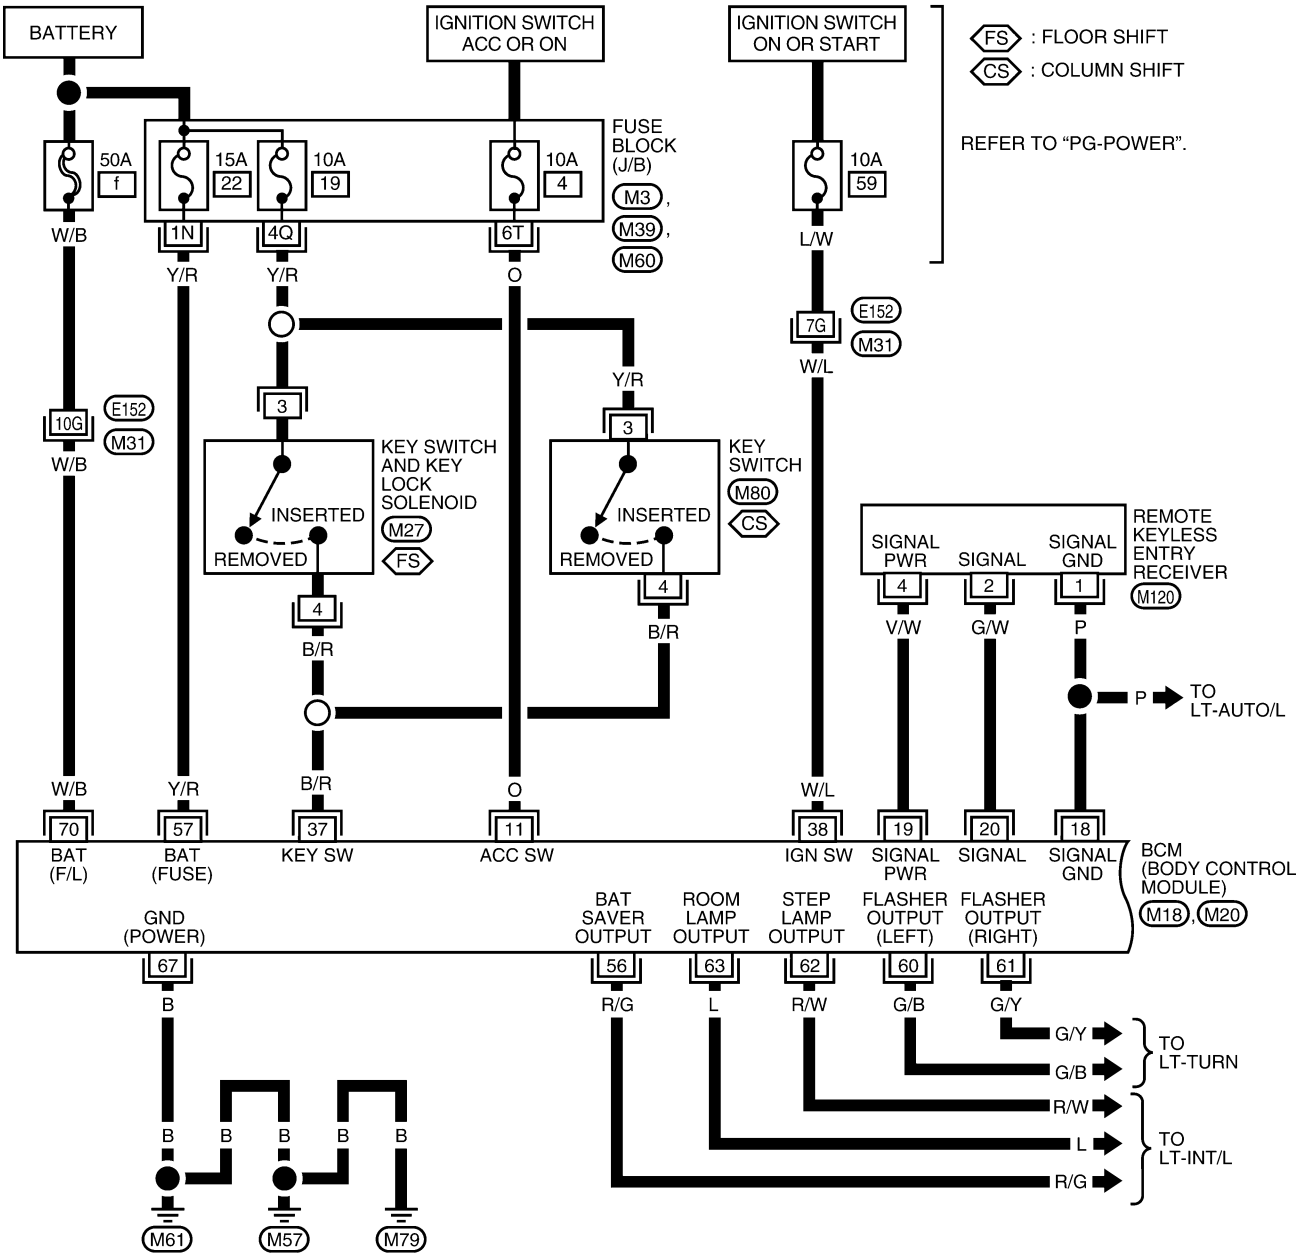 BATTERY
IGNITION SWITCH
ACC OR ON
IGNITION SWITCH
ON OR START
FS : FLOOR SHIFT
CS : COLUMN SHIFT
REFER TO “PG-POWER”.
50A
f
15A
22
10A
19
10A
4
FUSE
BLOCK
(J/B)
M3 ,
M39 ,
M60
10A
59
W/B
1N
4Q
6T
L/W
Y/R
Y/R
O
7G
E152
M31
W/L
Y/R
10G
E152
M31
W/B
3
3
KEY SWITCH
AND KEY
LOCK
SOLENOID
M27
FS
INSERTED
REMOVED
KEY
SWITCH
M80
CS
INSERTED
REMOVED
4
B/R
4
B/R
SIGNAL
PWR
SIGNAL
SIGNAL
GND
REMOTE
KEYLESS
ENTRY
RECEIVER
M120
4
2
1
V/W
G/W
P
P
TO
LT-AUTO/L
W/B
Y/R
B/R
O
W/L
70
57
37
11
38
19
20
18
BAT
(F/L)
BAT
(FUSE)
KEY SW
ACC SW
IGN SW
SIGNAL
PWR
SIGNAL
SIGNAL
GND
BCM
(BODY CONTROL
MODULE)
M18 , M20
GND
(POWER)
BAT
SAVER
OUTPUT
ROOM
LAMP
OUTPUT
STEP
LAMP
OUTPUT
FLASHER
OUTPUT
(LEFT)
FLASHER
OUTPUT
(RIGHT)
67
56
63
62
60
61
B
R/G
L
R/W
G/B
G/Y
G/Y
G/B
TO
LT-TURN
R/W
L
R/G
TO
LT-INT/L
B
B
B
B
B
M61
M57
M79